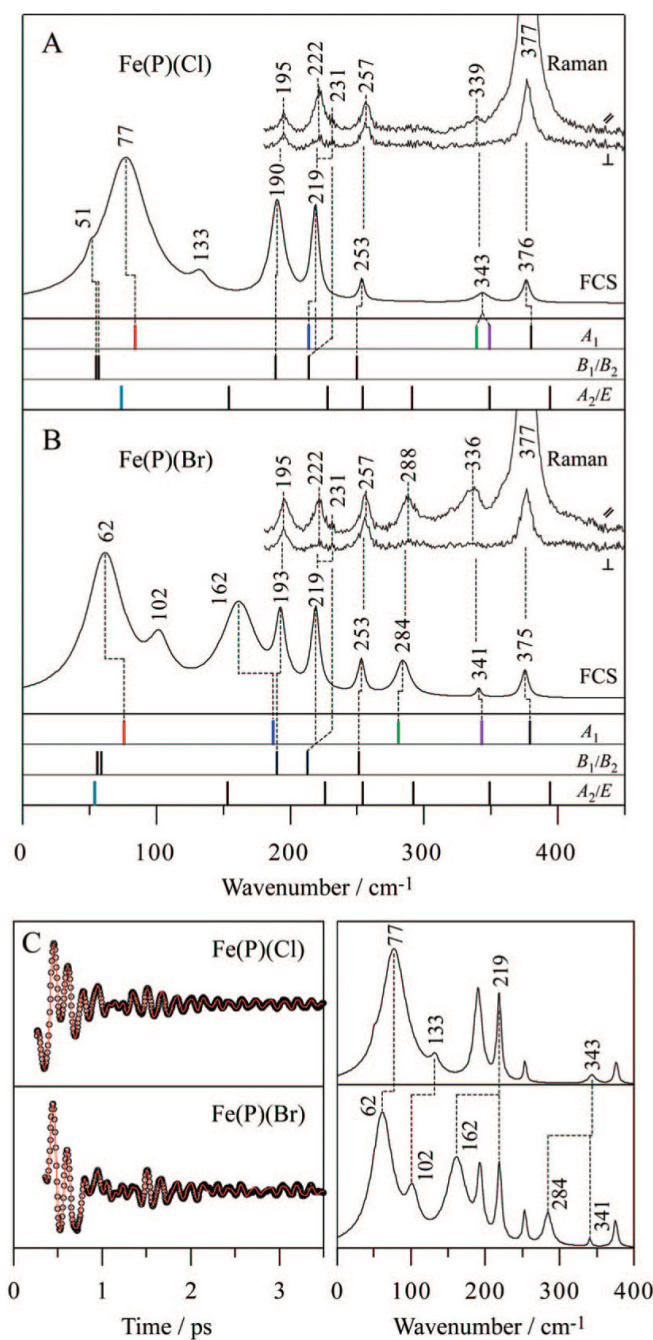 A
Fe(P)(Cl)
195
222
231
257
339
377
Raman
//
⊥
51
77
133
190
219
253
343
376
FCS
A1
B1/B2
A2/E
B
Fe(P)(Br)
195
222
231
257
288
336
377
Raman
//
⊥
62
102
162
193
219
253
284
341
375
FCS
A1
B1/B2
A2/E
0 100 200 300 400
Wavenumber / cm-1
C
Fe(P)(Cl)
Fe(P)(Br)
0 1 2 3
Time / ps
77
133
219
343
62
102
162
284
341
0 100 200 300 400
Wavenumber / cm-1